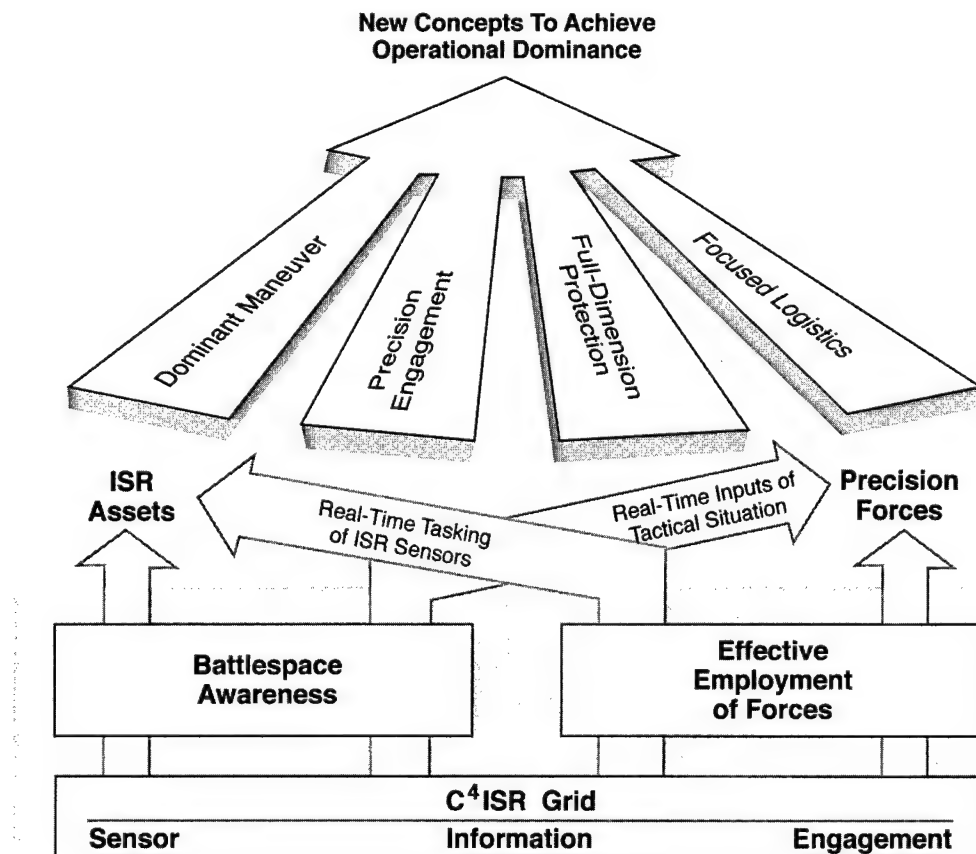 New Concepts To Achieve
Operational Dominance
Dominant Maneuver
Precision
Engagement
Full-Dimension
Protection
Focused Logistics
ISR
Assets
Real-Time Tasking
of ISR Sensors
Real-Time Inputs of
Tactical Situation
Precision
Forces
Battlespace
Awareness
Effective
Employment
of Forces
C⁴ISR Grid
Sensor
Information
Engagement